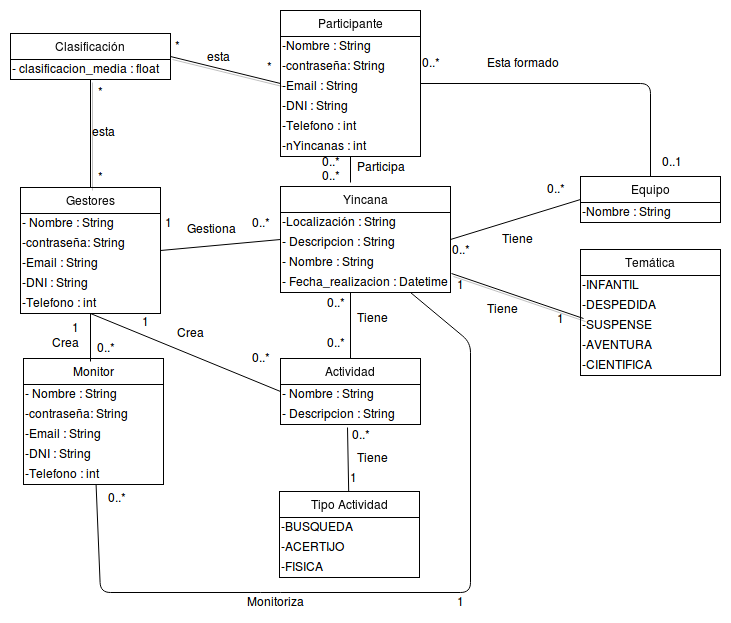 Clasificación
- clasificacion_media : float
*
esta
*
Participante
-Nombre : String
-contraseña: String
-Email : String
-DNI : String
-Telefono : int
-nYincanas : int
0..*
Esta formado
0..1
*
esta
*
0..*
Participa
0..*
Gestores
- Nombre : String
-contraseña: String
-Email : String
-DNI : String
-Telefono : int
1
Gestiona
0..*
Yincana
-Localización : String
- Descripcion : String
- Nombre : String
- Fecha_realizacion : Datetime
0..*
Tiene
0..*
Equipo
-Nombre : String
1
Tiene
1
Temática
-INFANTIL
-DESPEDIDA
-SUSPENSE
-AVENTURA
-CIENTIFICA
1
Crea
0..*
1
Crea
0..*
0..*
Tiene
0..*
Monitor
- Nombre : String
-contraseña: String
-Email : String
-DNI : String
-Telefono : int
Actividad
- Nombre : String
- Descripcion : String
0..*
Tiene
1
Tipo Actividad
-BUSQUEDA
-ACERTIJO
-FISICA
0..*
Monitoriza
1